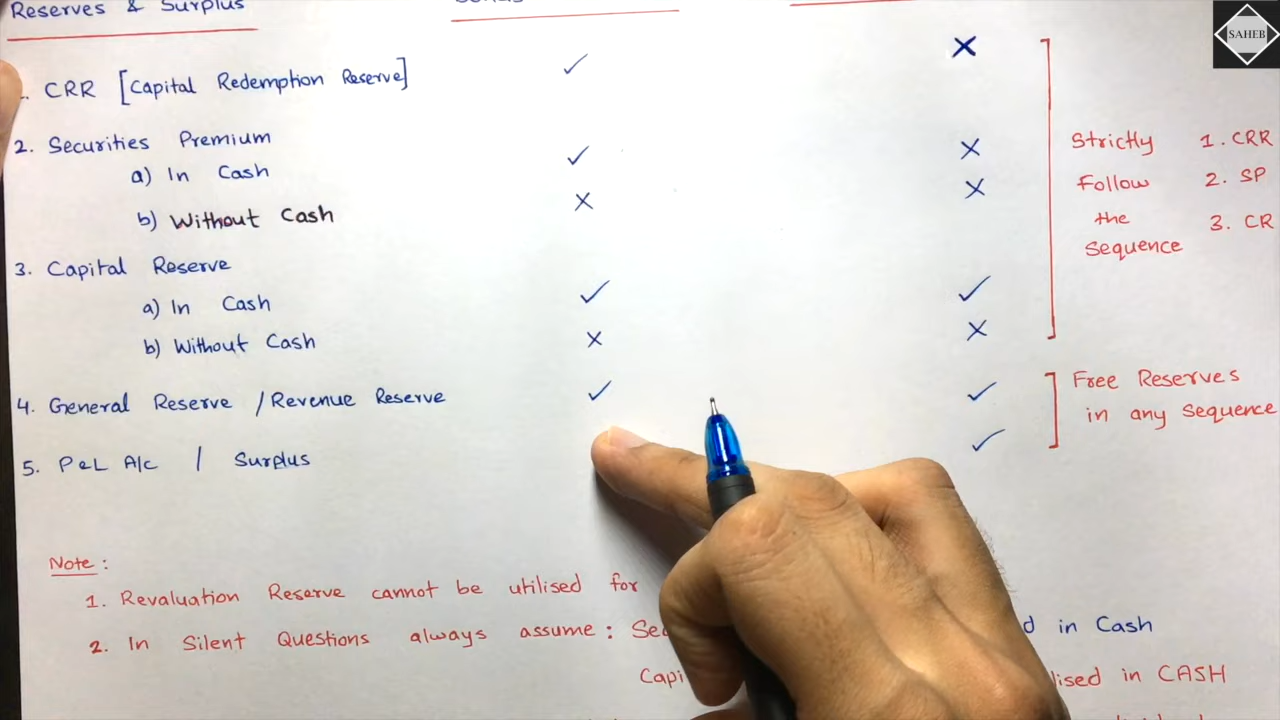 Reserves & Surplus
SAHEB
1. CRR [Capital Redemption Reserve] ✓ ✗
2. Securities Premium
a) In Cash ✓ ✗
b) Without Cash ✗ ✗
3. Capital Reserve
a) In Cash ✓ ✓
b) Without Cash ✗ ✗
4. General Reserve / Revenue Reserve ✓ ✓
5. P&L A/c / Surplus ✓
Strictly 1. CRR
Follow 2. SP
the 3. CR
Sequence
Free Reserves
in any Sequence
Note:
1. Revaluation Reserve cannot be utilised for
2. In Silent Questions always assume: in Cash
in CASH